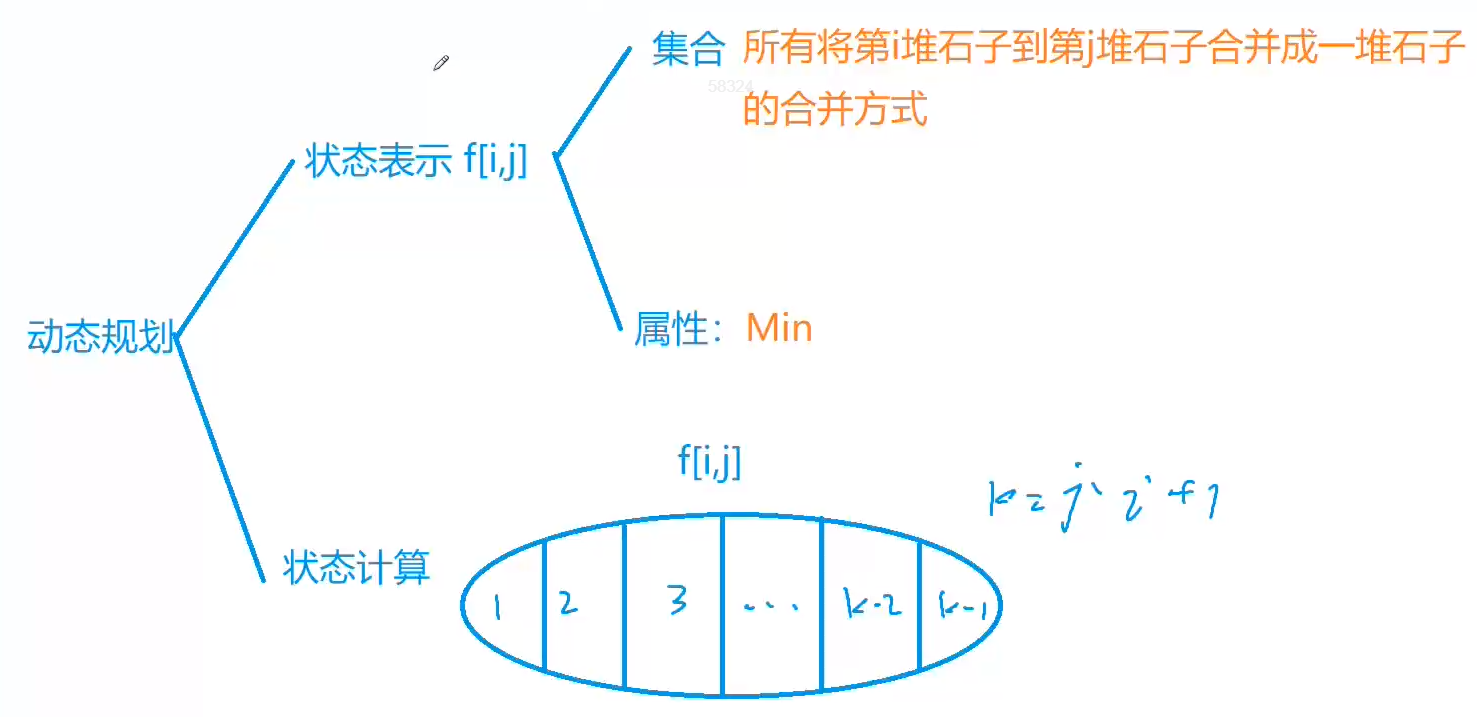 集合 所有将第i堆石子到第j堆石子合并成一堆石子
的合并方式
58324
状态表示 f[i,j]
动态规划
属性：Min
f[i,j]
k = j - i + 1
状态计算
1 2 3 ... k-2 k-1